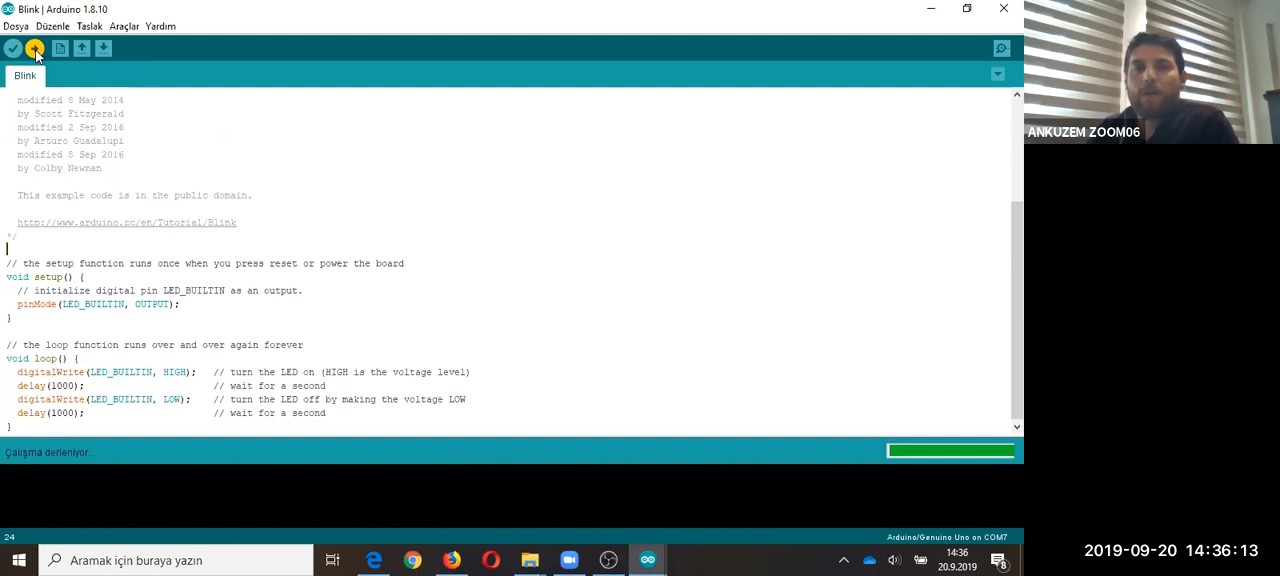 Blink | Arduino 1.8.10
Dosya Düzenle Taslak Araçlar Yardım
Blink
modified 8 May 2014
by Scott Fitzgerald
modified 2 Sep 2016
by Arturo Guadalupi
modified 8 Sep 2016
by Colby Newman
This example code is in the public domain.
http://www.arduino.cc/en/Tutorial/Blink
*/
// the setup function runs once when you press reset or power the board
void setup() {
// initialize digital pin LED_BUILTIN as an output.
pinMode(LED_BUILTIN, OUTPUT);
}
// the loop function runs over and over again forever
void loop() {
digitalWrite(LED_BUILTIN, HIGH);   // turn the LED on (HIGH is the voltage level)
delay(1000);                       // wait for a second
digitalWrite(LED_BUILTIN, LOW);    // turn the LED off by making the voltage LOW
delay(1000);                       // wait for a second
}
Çalışma derleniyor...
24
Arduino/Genuino Uno on COM7
Aramak için buraya yazın
14:36
20.9.2019
8
ANKUZEM ZOOM06
2019-09-20 14:36:13